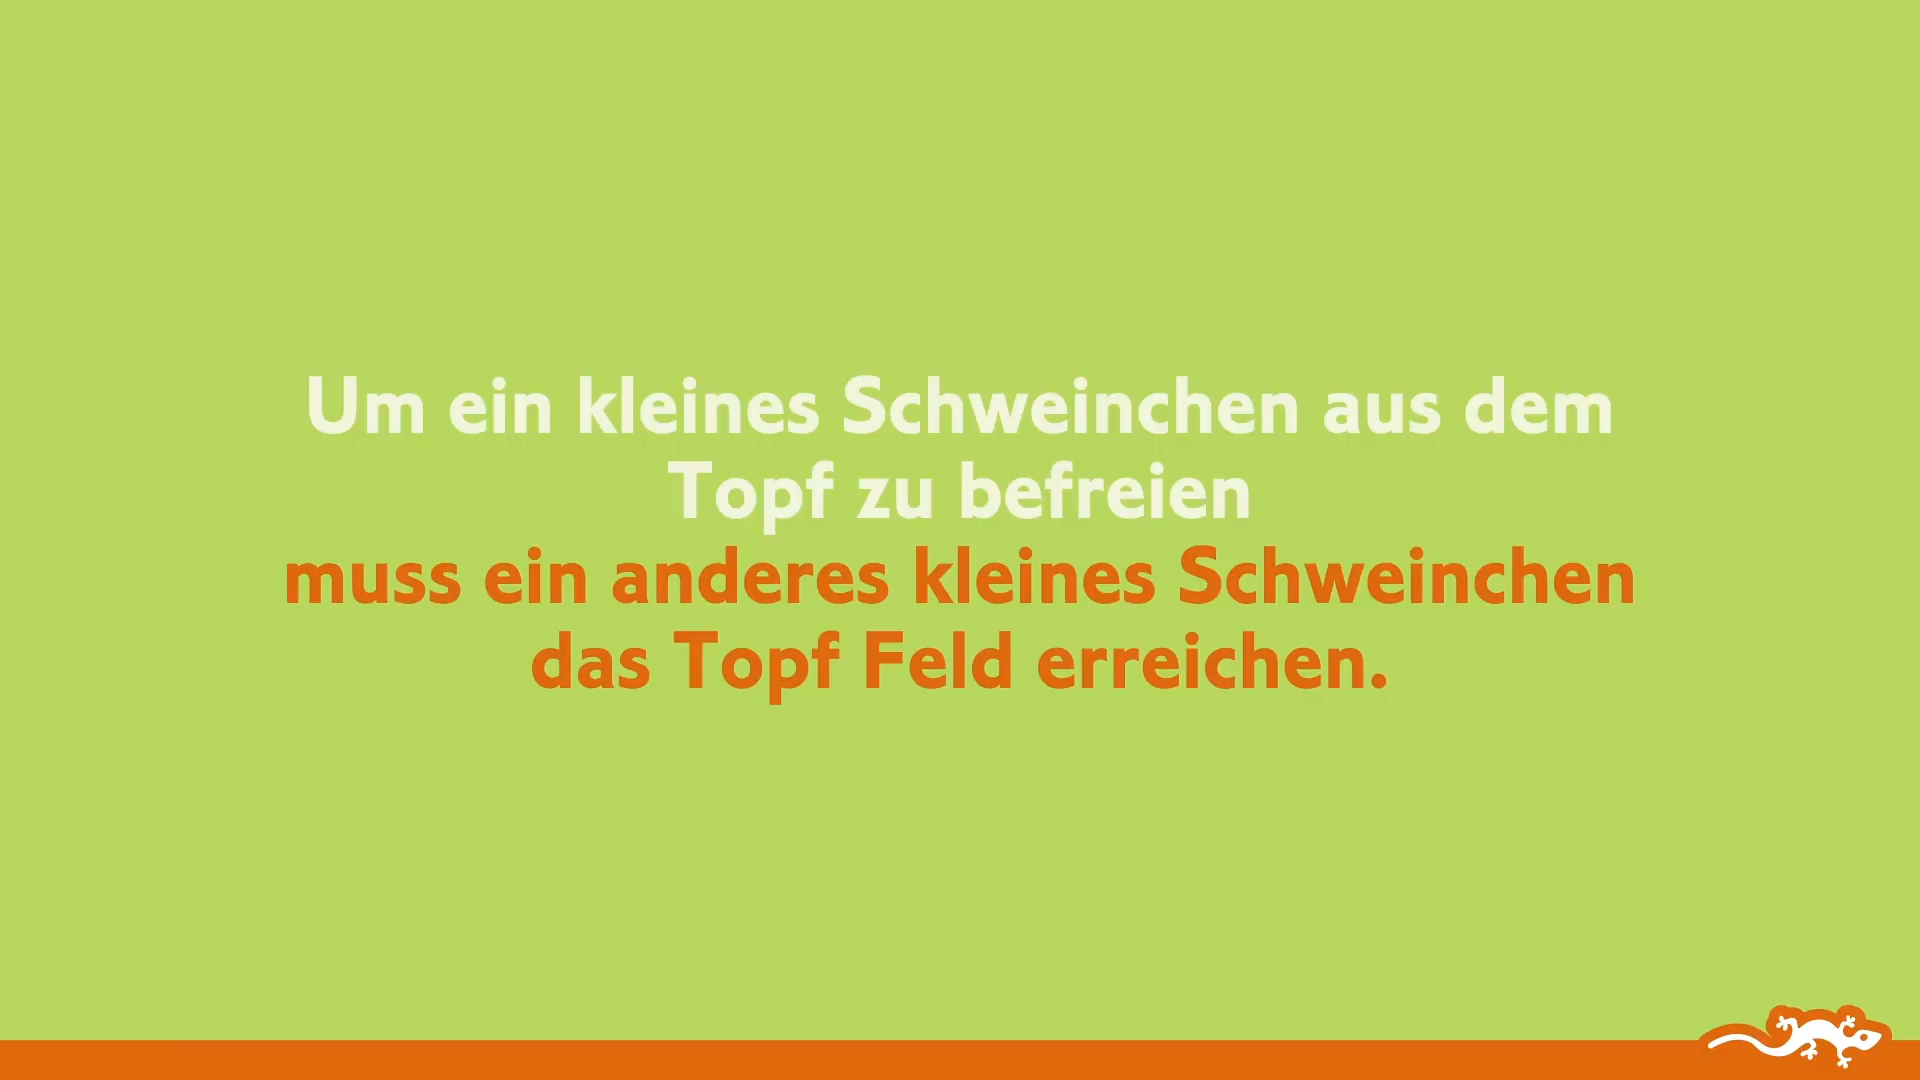 Um ein kleines Schweinchen aus dem
Topf zu befreien
muss ein anderes kleines Schweinchen
das Topf Feld erreichen.